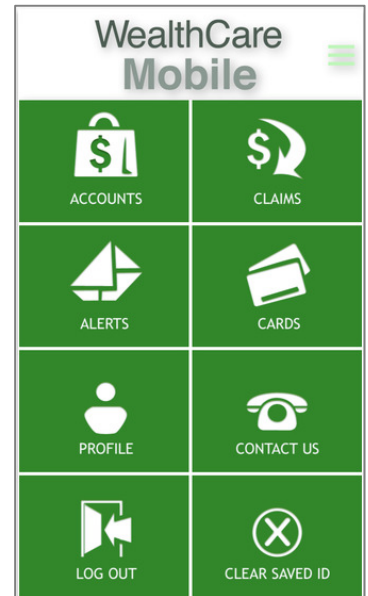 WealthCare
Mobile
$
$
ACCOUNTS
CLAIMS
ALERTS
CARDS
PROFILE
CONTACT US
LOG OUT
CLEAR SAVED ID